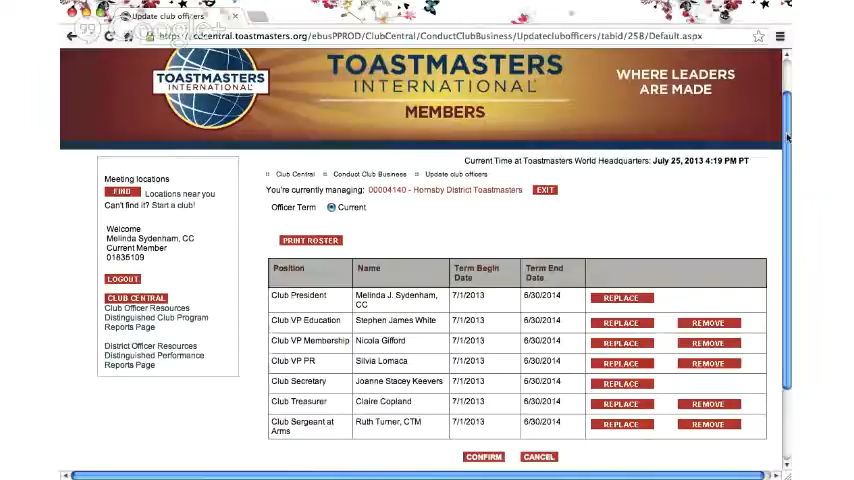 Update club officers
Google+
cdcentral.toastmasters.org/ebusPPROD/ClubCentral/ConductClubBusiness/Updateclubofficers/tabid/258/Default.aspx
TOASTMASTERS
INTERNATIONAL
TOASTMASTERS
INTERNATIONAL
MEMBERS
WHERE LEADERS
ARE MADE
Current Time at Toastmasters World Headquarters: July 25, 2013 4:19 PM PT
Meeting locations
FIND Locations near you
Can't find it? Start a club!
Welcome
Melinda Sydenham, CC
Current Member
01835109
LOGOUT
CLUB CENTRAL
Club Officer Resources
Distinguished Club Program
Reports Page
District Officer Resources
Distinguished Performance
Reports Page
Club Central Conduct Club Business Update club officers
You're currently managing: 00004140 - Hornsby District Toastmasters EXIT
Officer Term Current
PRINT ROSTER
Position Name Term Begin Date Term End Date
Club President Melinda J. Sydenham, CC 7/1/2013 6/30/2014 REPLACE
Club VP Education Stephen James White 7/1/2013 6/30/2014 REPLACE REMOVE
Club VP Membership Nicola Gifford 7/1/2013 6/30/2014 REPLACE REMOVE
Club VP PR Silvia Lomaca 7/1/2013 6/30/2014 REPLACE REMOVE
Club Secretary Joanne Stacey Keevers 7/1/2013 6/30/2014 REPLACE
Club Treasurer Claire Copland 7/1/2013 6/30/2014 REPLACE REMOVE
Club Sergeant at Arms Ruth Turner, CTM 7/1/2013 6/30/2014 REPLACE REMOVE
CONFIRM CANCEL